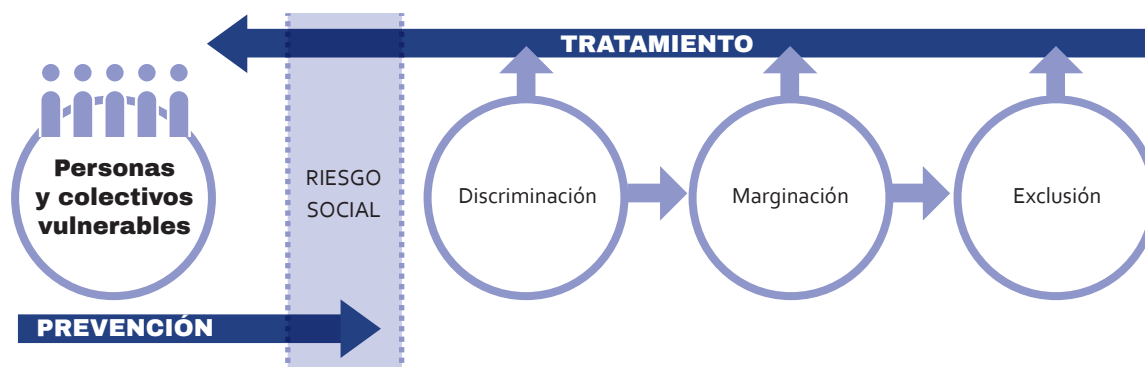 TRATAMIENTO
Personas
y colectivos
vulnerables
RIESGO
SOCIAL
Discriminación
Marginación
Exclusión
PREVENCIÓN